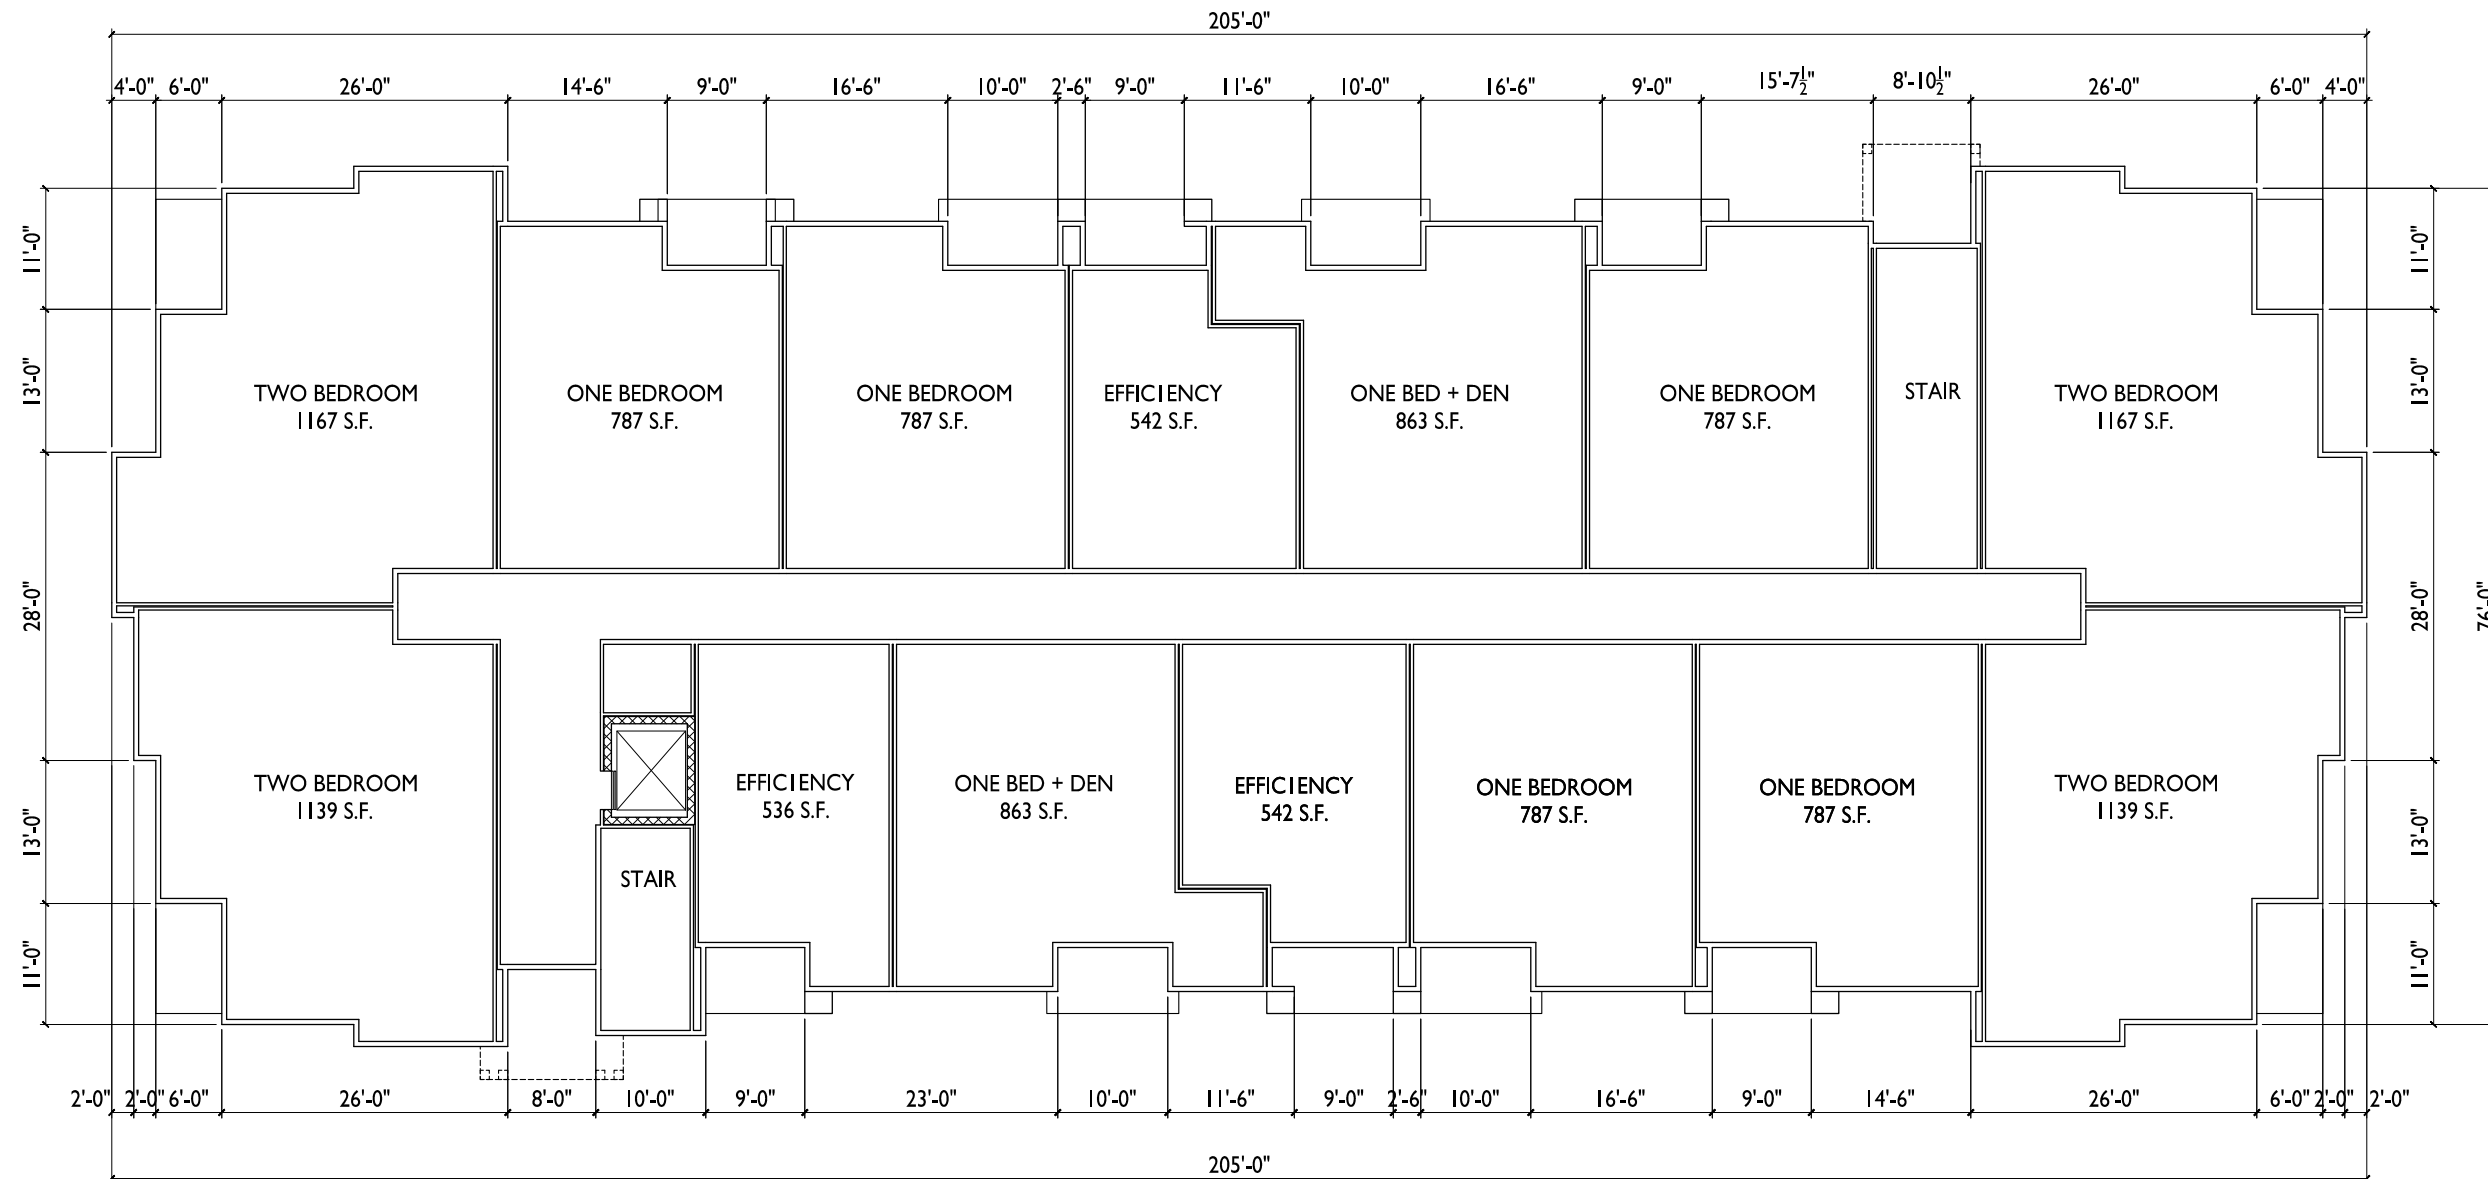 205'-0"
4'-0" 6'-0" 26'-0" 14'-6" 9'-0" 16'-6" 10'-0" 2'-6" 9'-0" 11'-6" 10'-0" 16'-6" 9'-0" 15'-7½" 8'-10½" 26'-0" 6'-0" 4'-0"
11'-0"
13'-0"
28'-0"
13'-0"
11'-0"
TWO BEDROOM
1167 S.F.
ONE BEDROOM
787 S.F.
ONE BEDROOM
787 S.F.
EFFICIENCY
542 S.F.
ONE BED + DEN
863 S.F.
ONE BEDROOM
787 S.F.
STAIR
TWO BEDROOM
1167 S.F.
11'-0"
13'-0"
28'-0"
13'-0"
11'-0"
76'-0"
TWO BEDROOM
1139 S.F.
STAIR
EFFICIENCY
536 S.F.
ONE BED + DEN
863 S.F.
EFFICIENCY
542 S.F.
ONE BEDROOM
787 S.F.
ONE BEDROOM
787 S.F.
TWO BEDROOM
1139 S.F.
2'-0" 2'-0" 6'-0" 26'-0" 8'-0" 10'-0" 9'-0" 23'-0" 10'-0" 11'-6" 9'-0" 2'-6" 10'-0" 16'-6" 9'-0" 14'-6" 26'-0" 6'-0" 2'-0" 2'-0"
205'-0"